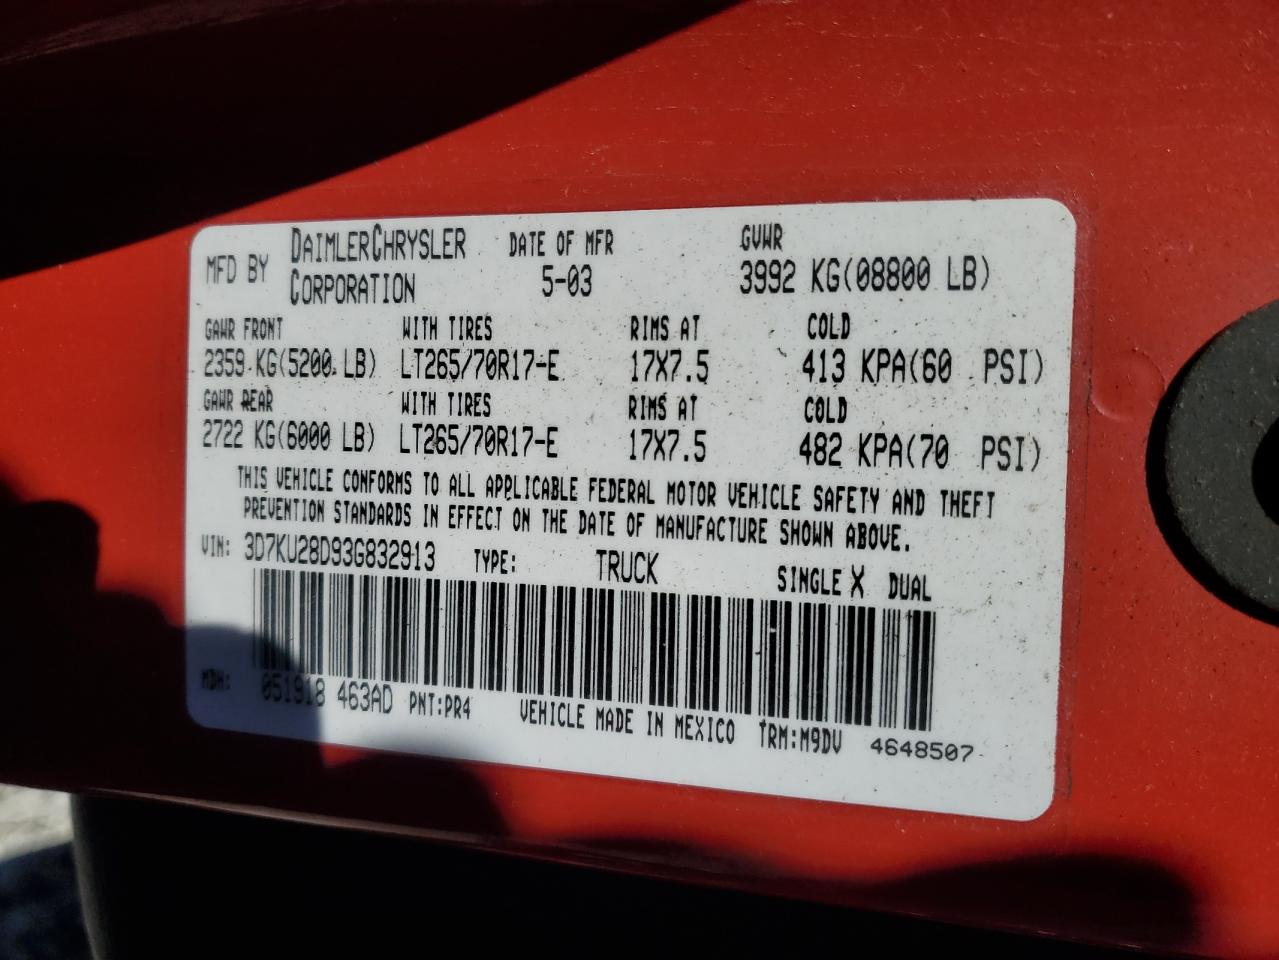 MFD BY DAIMLERCHRYSLER CORPORATION DATE OF MFR 5-03 GVWR 3992 KG(08800 LB)
GAWR FRONT WITH TIRES RIMS AT COLD
2359 KG(5200 LB) LT265/70R17-E 17X7.5 413 KPA(60 PSI)
GAWR REAR WITH TIRES RIMS AT COLD
2722 KG(6000 LB) LT265/70R17-E 17X7.5 482 KPA(70 PSI)
THIS VEHICLE CONFORMS TO ALL APPLICABLE FEDERAL MOTOR VEHICLE SAFETY AND THEFT
PREVENTION STANDARDS IN EFFECT ON THE DATE OF MANUFACTURE SHOWN ABOVE.
VIN: 3D7KU28D93G832913 TYPE: TRUCK SINGLE X DUAL
MDH: 051918 463AD PNT:PR4 VEHICLE MADE IN MEXICO TRM:M9DV 4648507